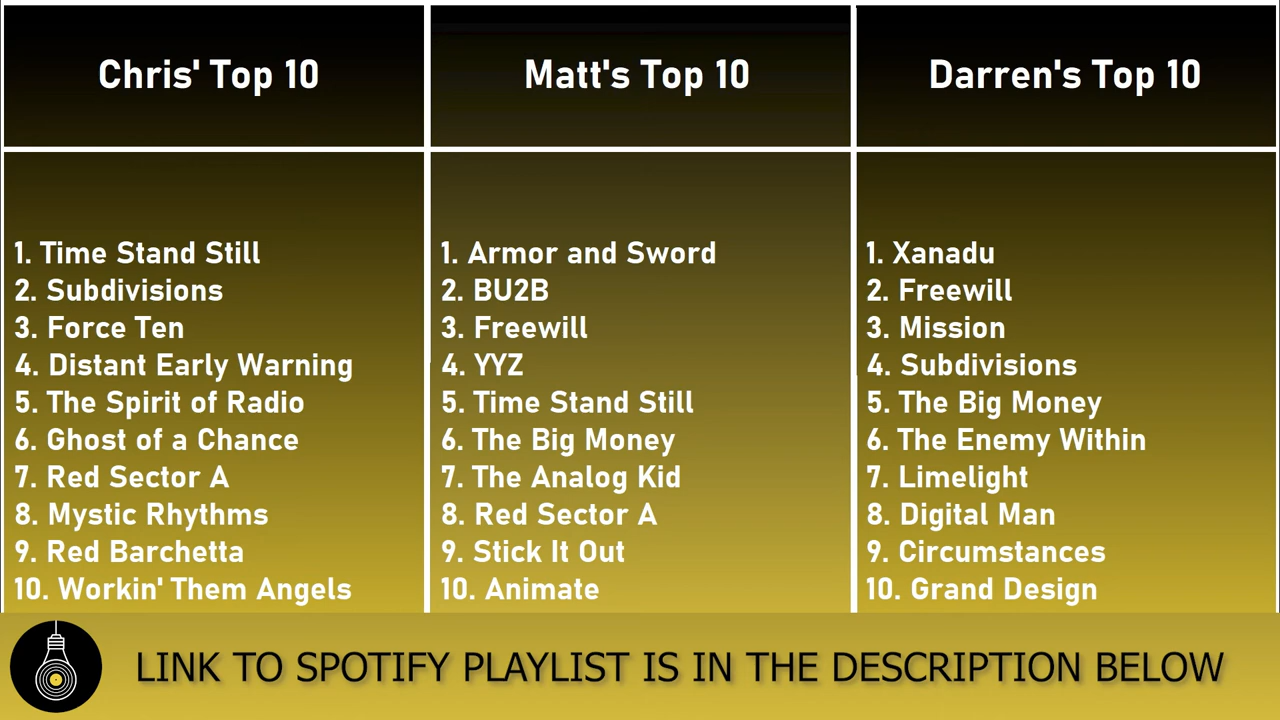 Chris' Top 10
1. Time Stand Still
2. Subdivisions
3. Force Ten
4. Distant Early Warning
5. The Spirit of Radio
6. Ghost of a Chance
7. Red Sector A
8. Mystic Rhythms
9. Red Barchetta
10. Workin' Them Angels
Matt's Top 10
1. Armor and Sword
2. BU2B
3. Freewill
4. YYZ
5. Time Stand Still
6. The Big Money
7. The Analog Kid
8. Red Sector A
9. Stick It Out
10. Animate
Darren's Top 10
1. Xanadu
2. Freewill
3. Mission
4. Subdivisions
5. The Big Money
6. The Enemy Within
7. Limelight
8. Digital Man
9. Circumstances
10. Grand Design
LINK TO SPOTIFY PLAYLIST IS IN THE DESCRIPTION BELOW